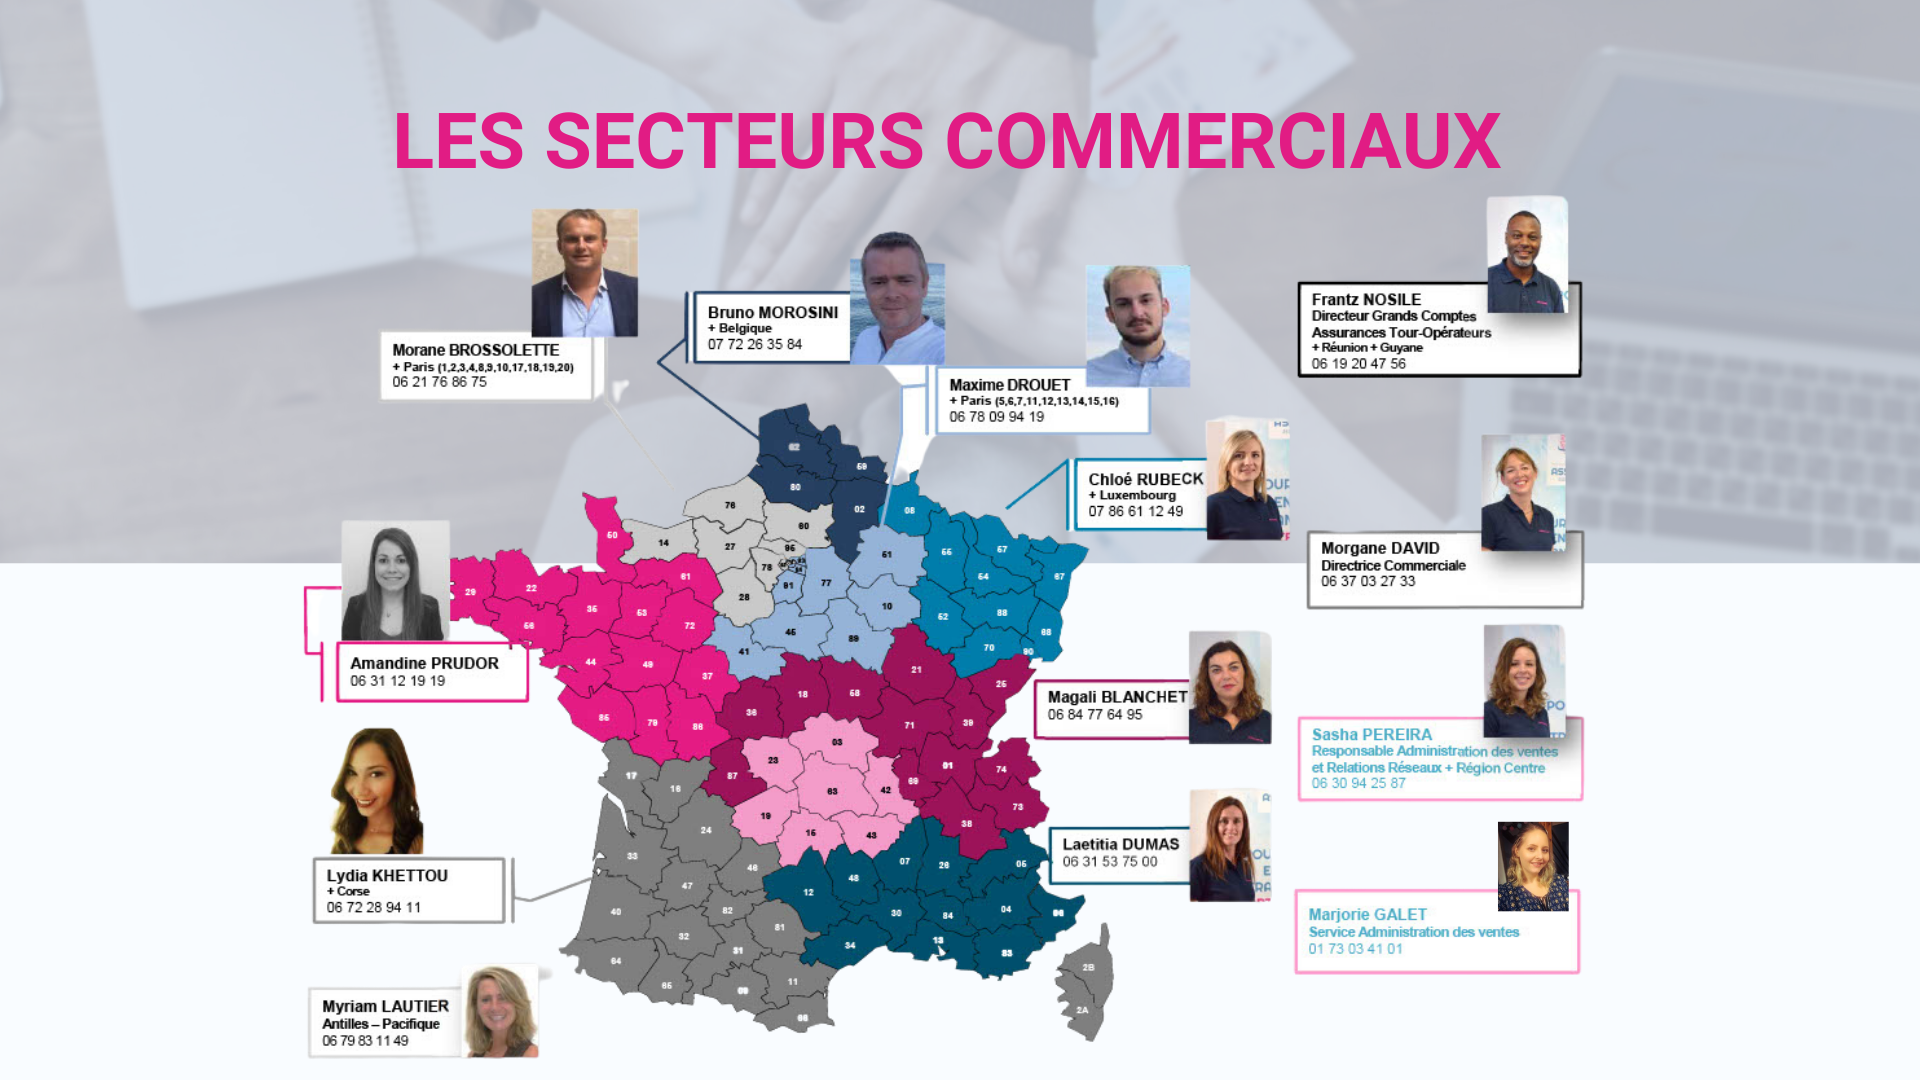 LES SECTEURS COMMERCIAUX
Morane BROSSOLETTE
+ Paris (1,2,3,4,8,9,10,17,18,19,20)
06 21 76 86 75
Bruno MOROSINI
+ Belgique
07 72 26 35 84
Maxime DROUET
+ Paris (5,6,7,11,12,13,14,15,16)
06 78 09 94 19
Frantz NOSILE
Directeur Grands Comptes
Assurances Tour-Opérateurs
+ Réunion + Guyane
06 19 20 47 56
Chloé RUBECK
+ Luxembourg
07 86 61 12 49
Morgane DAVID
Directrice Commerciale
06 37 03 27 33
Amandine PRUDOR
06 31 12 19 19
Magali BLANCHET
06 84 77 64 95
Sasha PEREIRA
Responsable Administration des ventes
et Relations Réseaux + Région Centre
06 30 94 25 87
Lydia KHETTOU
+ Corse
06 72 28 94 11
Laetitia DUMAS
06 31 53 75 00
Marjorie GALET
Service Administration des ventes
01 73 03 41 01
Myriam LAUTIER
Antilles – Pacifique
06 79 83 11 49
62
59
80
76
02
08
60
50
14
27
95
51
55
57
67
78
77
54
61
91
29
22
28
10
35
53
52
88
56
72
45
89
68
41
70
90
44
49
37
21
25
18
58
36
85
79
86
71
39
03
23
87
01
74
69
17
16
63
42
73
19
38
24
15
43
33
46
07
26
05
47
48
12
40
82
30
84
04
06
81
32
31
34
13
83
64
65
09
11
66
2B
2A